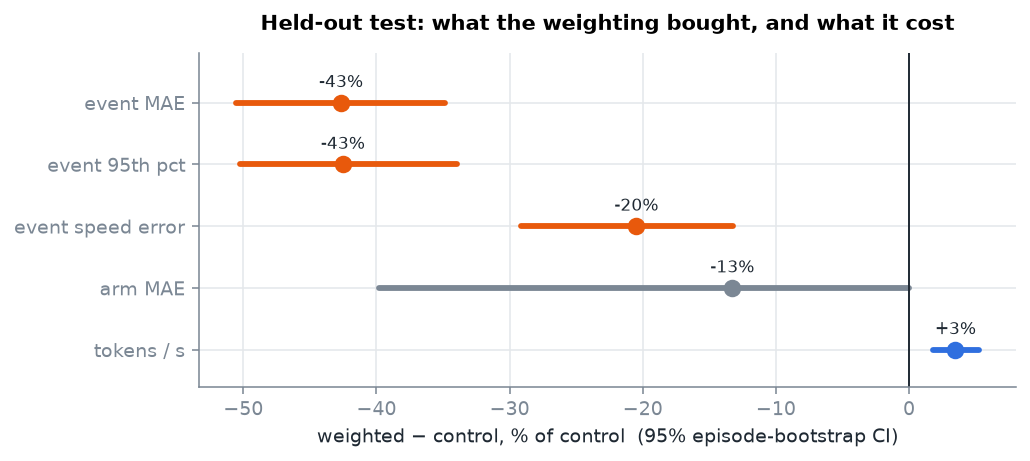 Held-out test: what the weighting bought, and what it cost
event MAE
-43%
event 95th pct
-43%
event speed error
-20%
arm MAE
-13%
tokens / s
+3%
−50 −40 −30 −20 −10 0
weighted − control, % of control (95% episode-bootstrap CI)